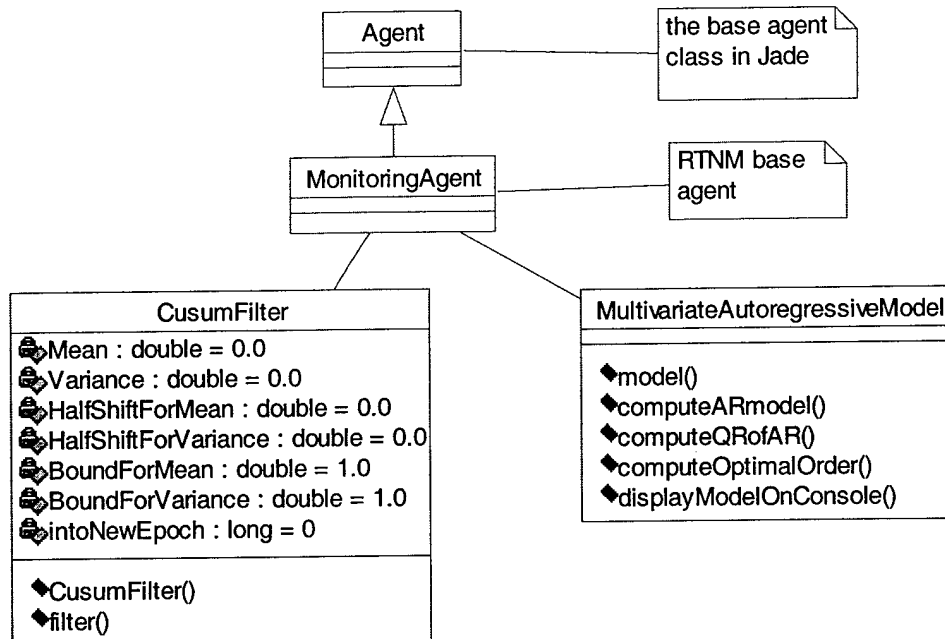 Agent
the base agent
class in Jade
MonitoringAgent
RTNM base
agent
CusumFilter
Mean : double = 0.0
Variance : double = 0.0
HalfShiftForMean : double = 0.0
HalfShiftForVariance : double = 0.0
BoundForMean : double = 1.0
BoundForVariance : double = 1.0
intoNewEpoch : long = 0
CusumFilter()
filter()
MultivariateAutoregressiveModel
model()
computeARmodel()
computeQRofAR()
computeOptimalOrder()
displayModelOnConsole()